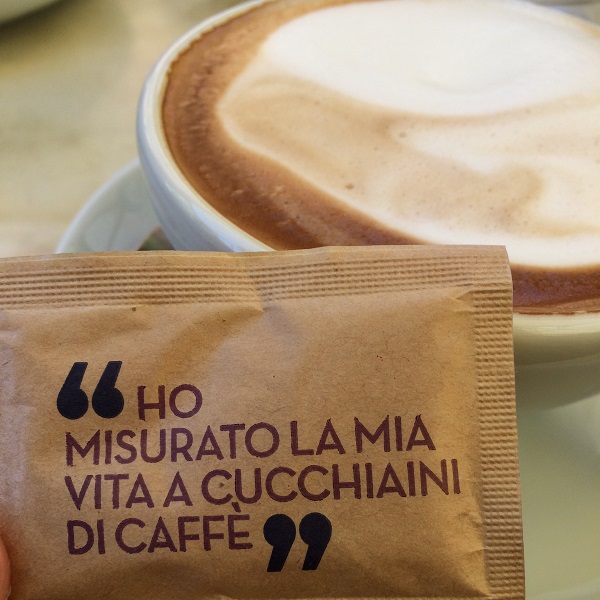 “ HO
MISURATO LA MIA
VITA A CUCCHIAINI
DI CAFFÈ ”